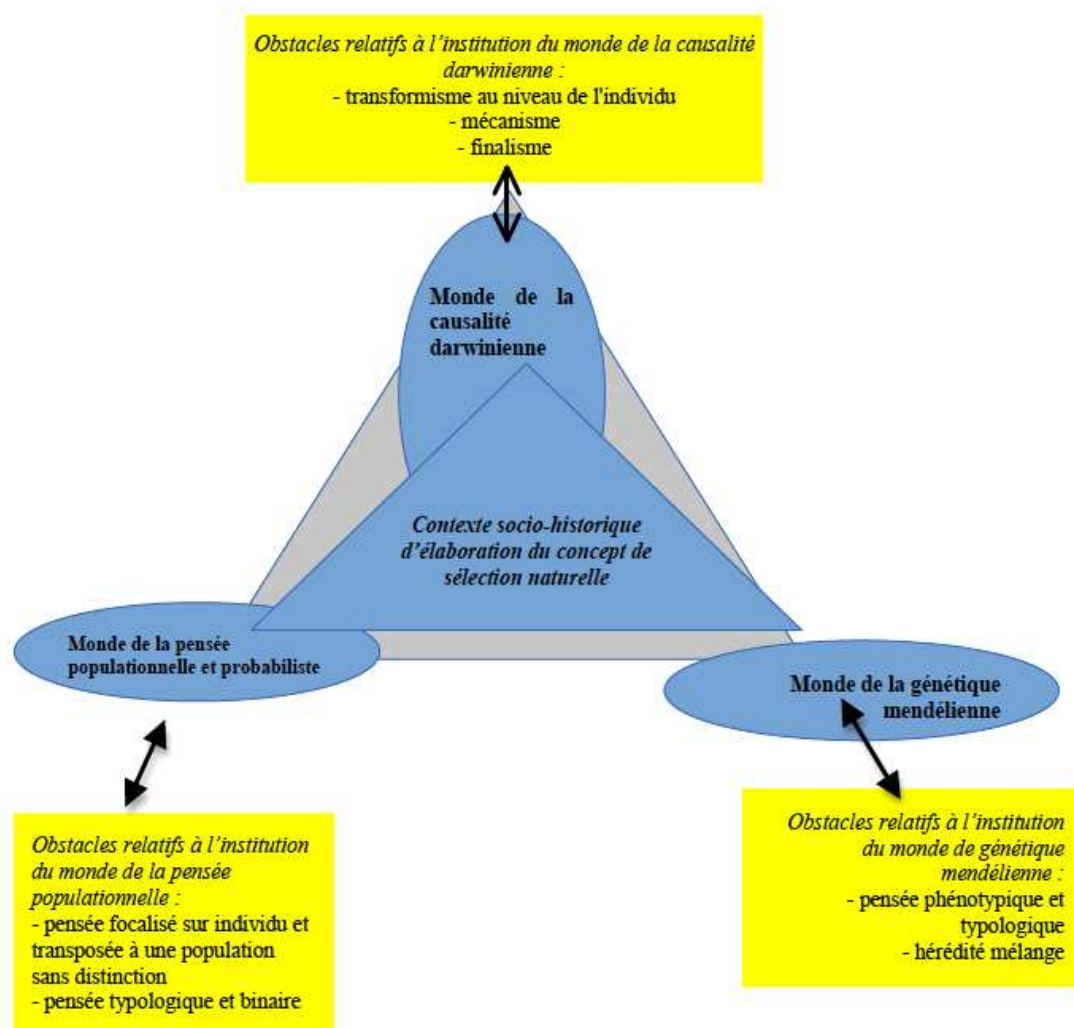 Obstacles relatifs à l'institution du monde de la causalité
darwinienne :
- transformisme au niveau de l'individu
- mécanisme
- finalisme
Monde de la
causalité
darwinienne
Contexte socio-historique
d'élaboration du concept de
sélection naturelle
Monde de la pensée
populationnelle et probabiliste
Monde de la génétique
mendélienne
Obstacles relatifs à l'institution
du monde de la pensée
populationnelle :
- pensée focalisé sur individu et
transposée à une population
sans distinction
- pensée typologique et binaire
Obstacles relatifs à l'institution
du monde de génétique
mendélienne :
- pensée phénotypique et
typologique
- hérédité mélange